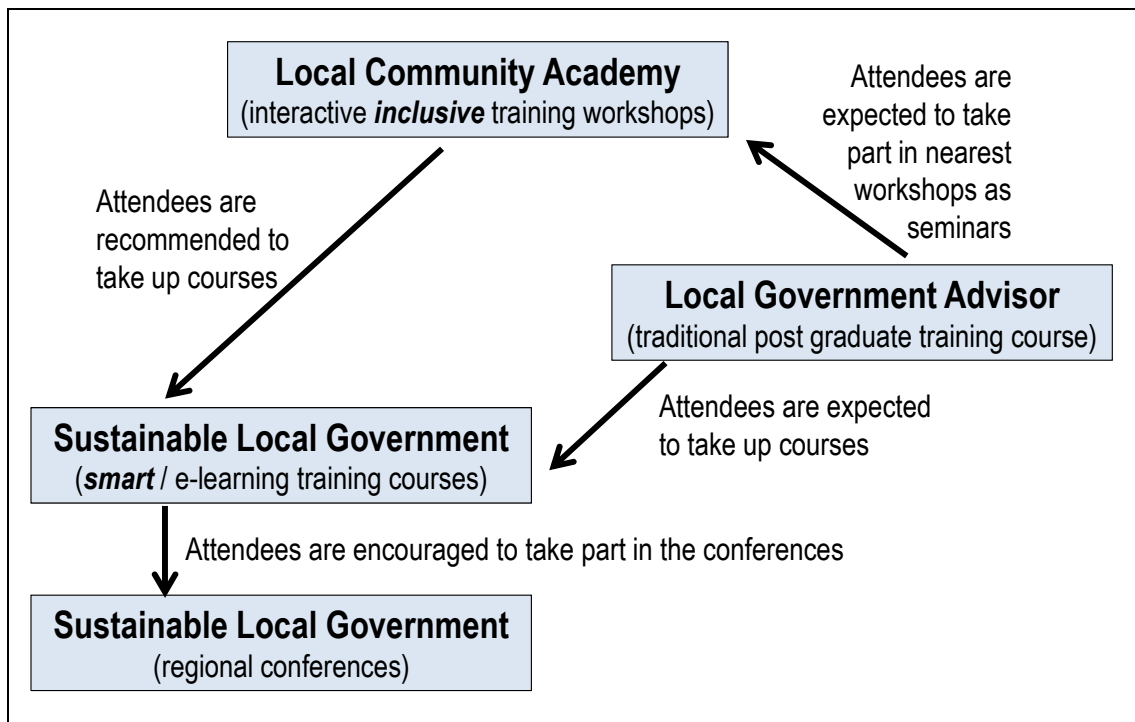 Local Community Academy
(interactive inclusive training workshops)
Attendees are
expected to take
part in nearest
workshops as
seminars
Attendees are
recommended to
take up courses
Local Government Advisor
(traditional post graduate training course)
Attendees are expected
to take up courses
Sustainable Local Government
(smart / e-learning training courses)
Attendees are encouraged to take part in the conferences
Sustainable Local Government
(regional conferences)